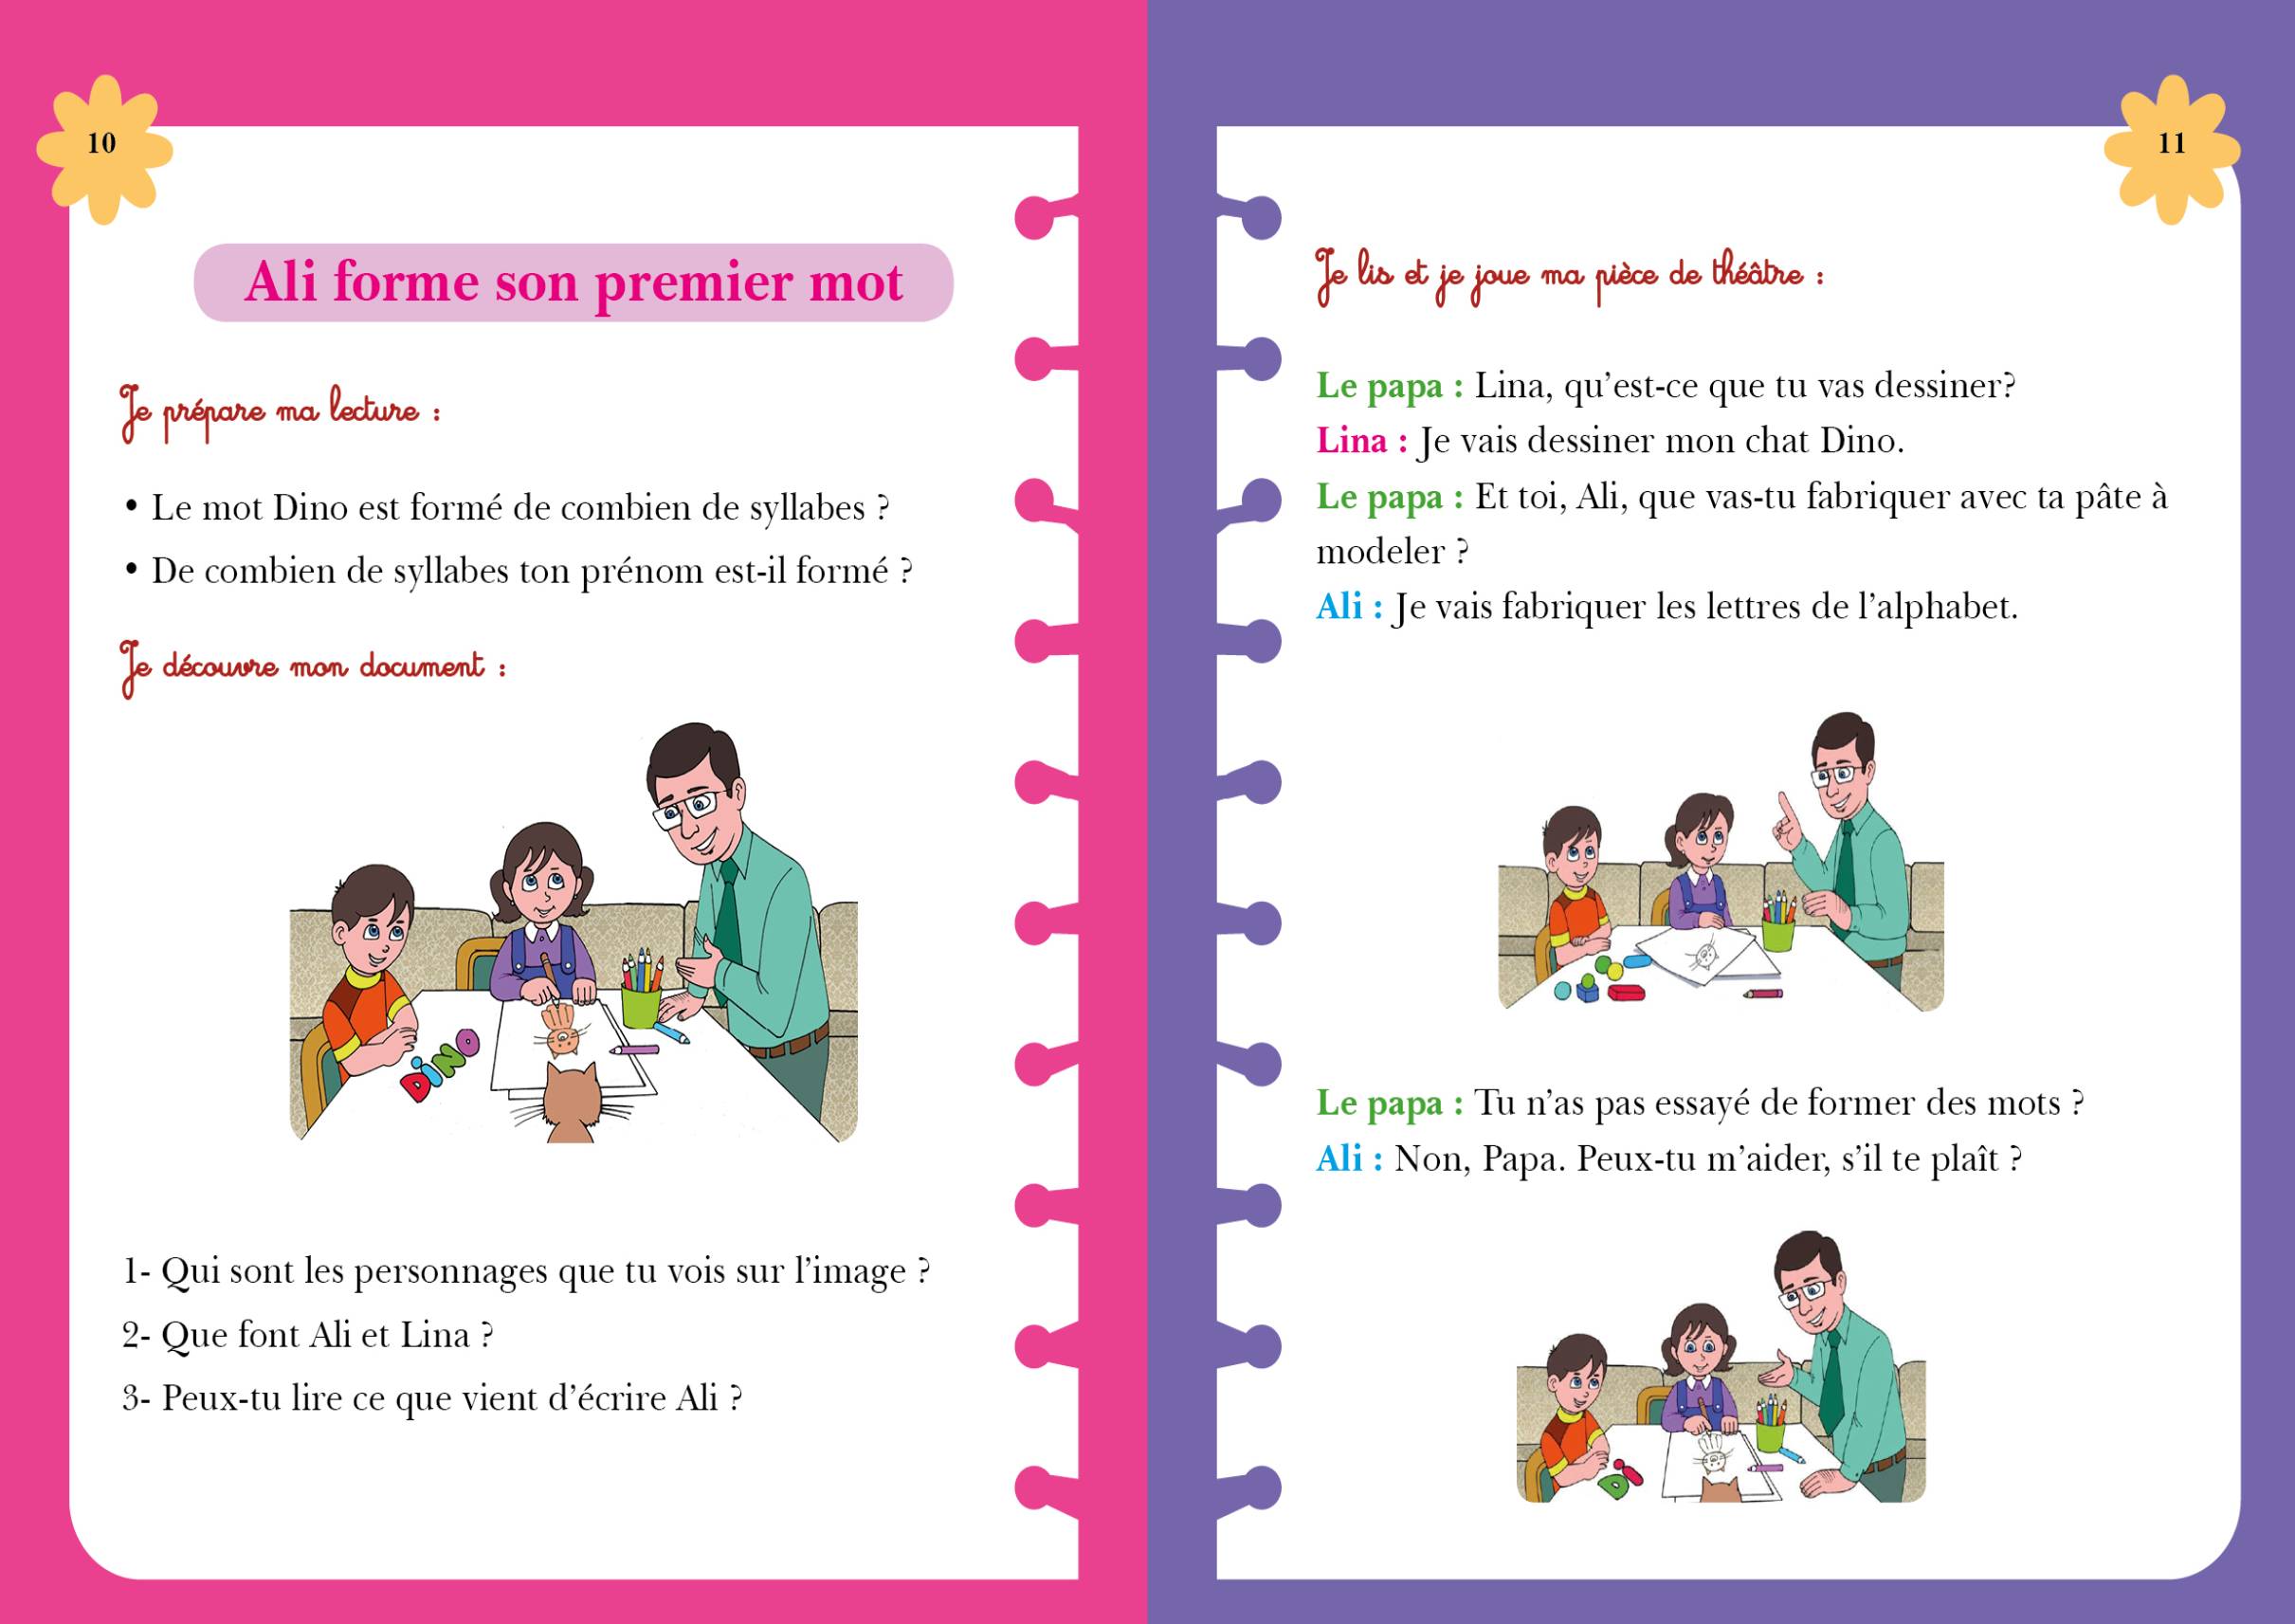 10
Ali forme son premier mot
Je prépare ma lecture :
• Le mot Dino est formé de combien de syllabes ?
• De combien de syllabes ton prénom est-il formé ?
Je découvre mon document :
DiNO
1- Qui sont les personnages que tu vois sur l’image ?
2- Que font Ali et Lina ?
3- Peux-tu lire ce que vient d’écrire Ali ?
11
Je lis et je joue ma pièce de théâtre :
Le papa : Lina, qu’est-ce que tu vas dessiner?
Lina : Je vais dessiner mon chat Dino.
Le papa : Et toi, Ali, que vas-tu fabriquer avec ta pâte à
modeler ?
Ali : Je vais fabriquer les lettres de l’alphabet.
Le papa : Tu n’as pas essayé de former des mots ?
Ali : Non, Papa. Peux-tu m’aider, s’il te plaît ?
Di